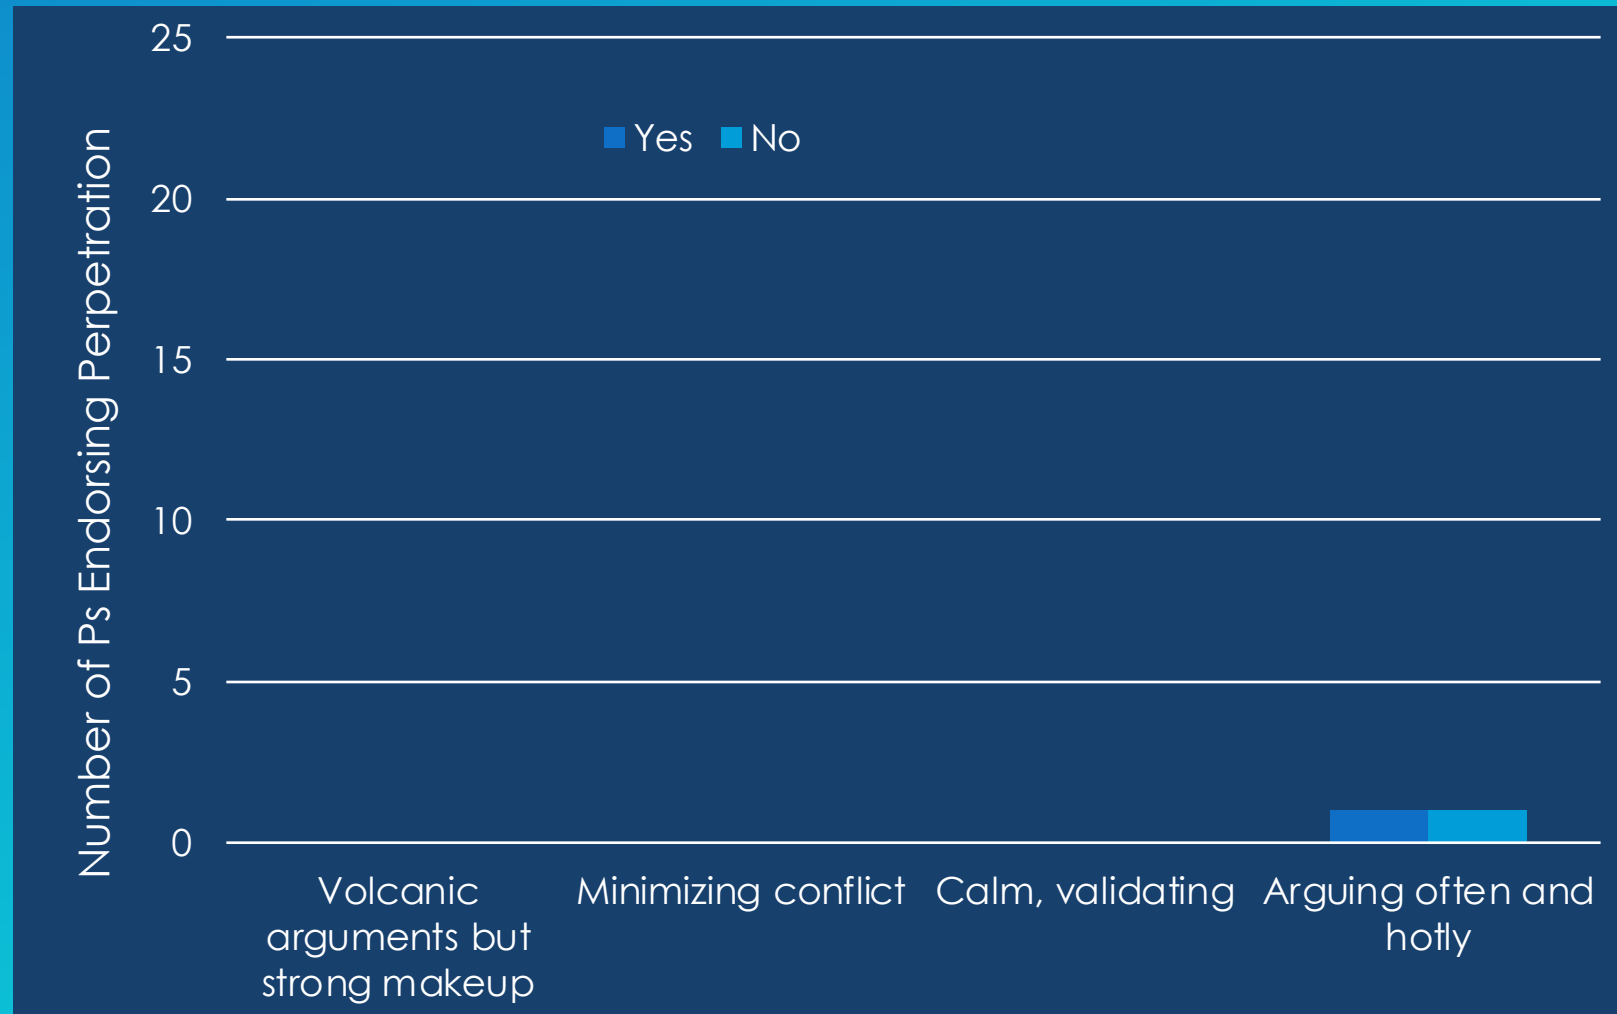 Number of Ps Endorsing Perpetration
25
20
15
10
5
0
Yes No
Volcanic
arguments but
strong makeup
Minimizing conflict
Calm, validating
Arguing often and
hotly